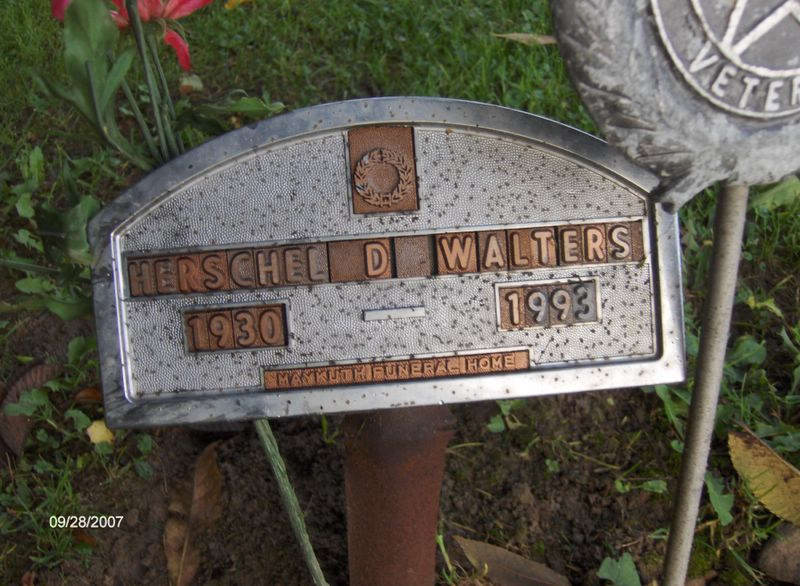 VETER
HERSCHEL D WALTERS
1930 — 1993
MANKUTH FUNERAL HOME
09/28/2007